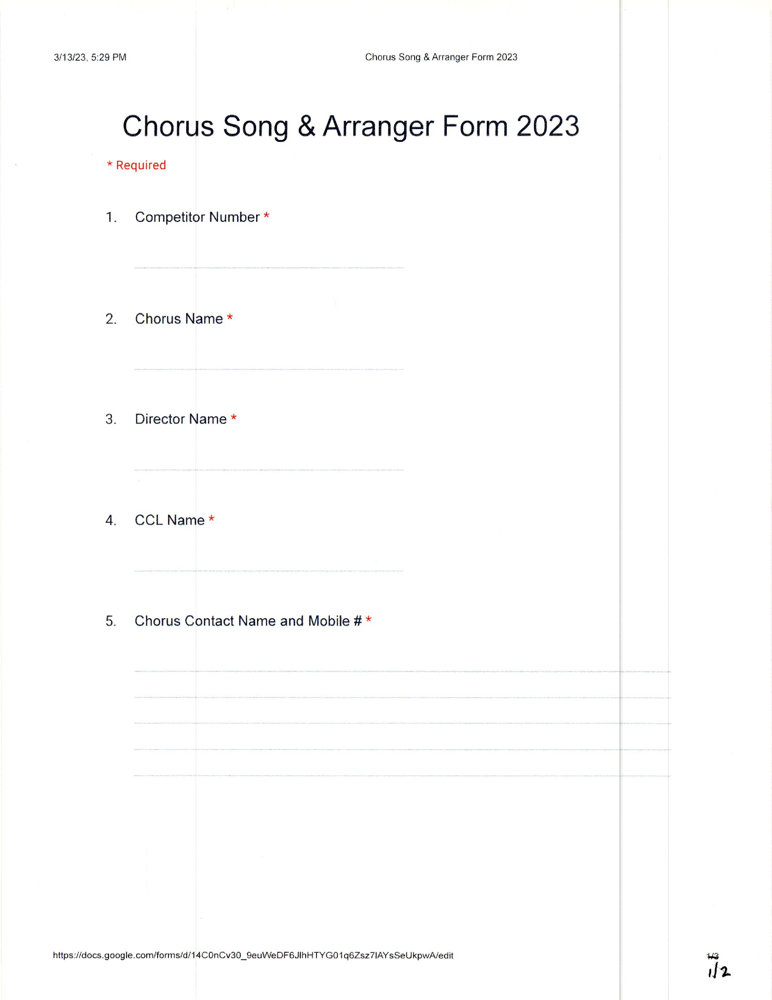 3/13/23, 5:29 PM Chorus Song & Arranger Form 2023
Chorus Song & Arranger Form 2023
* Required
1. Competitor Number *
2. Chorus Name *
3. Director Name *
4. CCL Name *
5. Chorus Contact Name and Mobile # *
https://docs.google.com/forms/d/14C0nCv30_9euWeDF6JIhHTYG01q6Zsz7IAYsSeUkpwA/edit 1/3
1/2